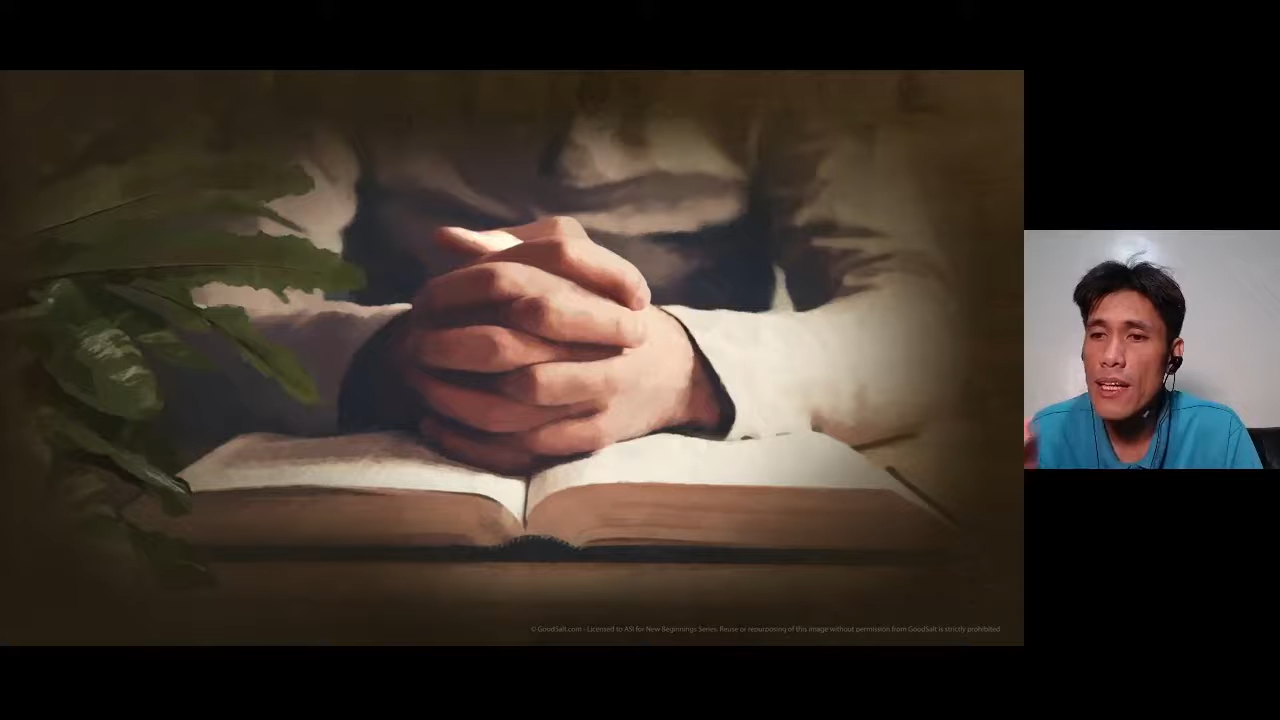 © GoodSalt.com - Licensed to ASI for New Beginnings Series. Reuse or repurposing of this image without permission from GoodSalt is strictly prohibited